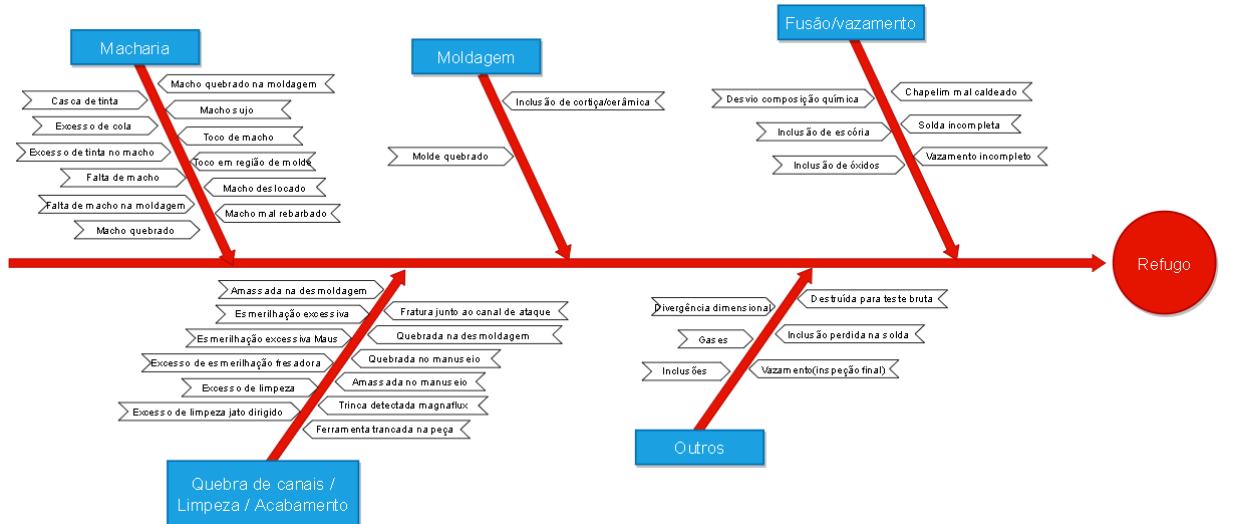 Macharia
Macho quebrado na moldagem
Casca de tinta
Macho sujo
Excesso de cola
Toco de macho
Excesso de tinta no macho
Toco em região de molde
Falta de macho
Macho deslocado
Falta de macho na moldagem
Macho mal rebarbado
Macho quebrado
Moldagem
Inclusão de cortiça/cerâmica
Molde quebrado
Fusão/vazamento
Chapelim mal caldeado
Desvio composição química
Solda incompleta
Inclusão de escória
Vazamento incompleto
Inclusão de óxidos
Refugo
Amassada na desmoldagem
Fratura junto ao canal de ataque
Esmerilhação excessiva
Quebrada na desmoldagem
Esmerilhação excessiva Maus
Quebrada no manuseio
Excesso de esmerilhação fresadora
Amassada no manuseio
Excesso de limpeza
Trinca detectada magnaflux
Excesso de limpeza jato dirigido
Ferramenta trancada na peça
Quebra de canais /
Limpeza / Acabamento
Destruída para teste bruta
Divergência dimensional
Inclusão perdida na solda
Gases
Vazamento(inspeção final)
Inclusões
Outros